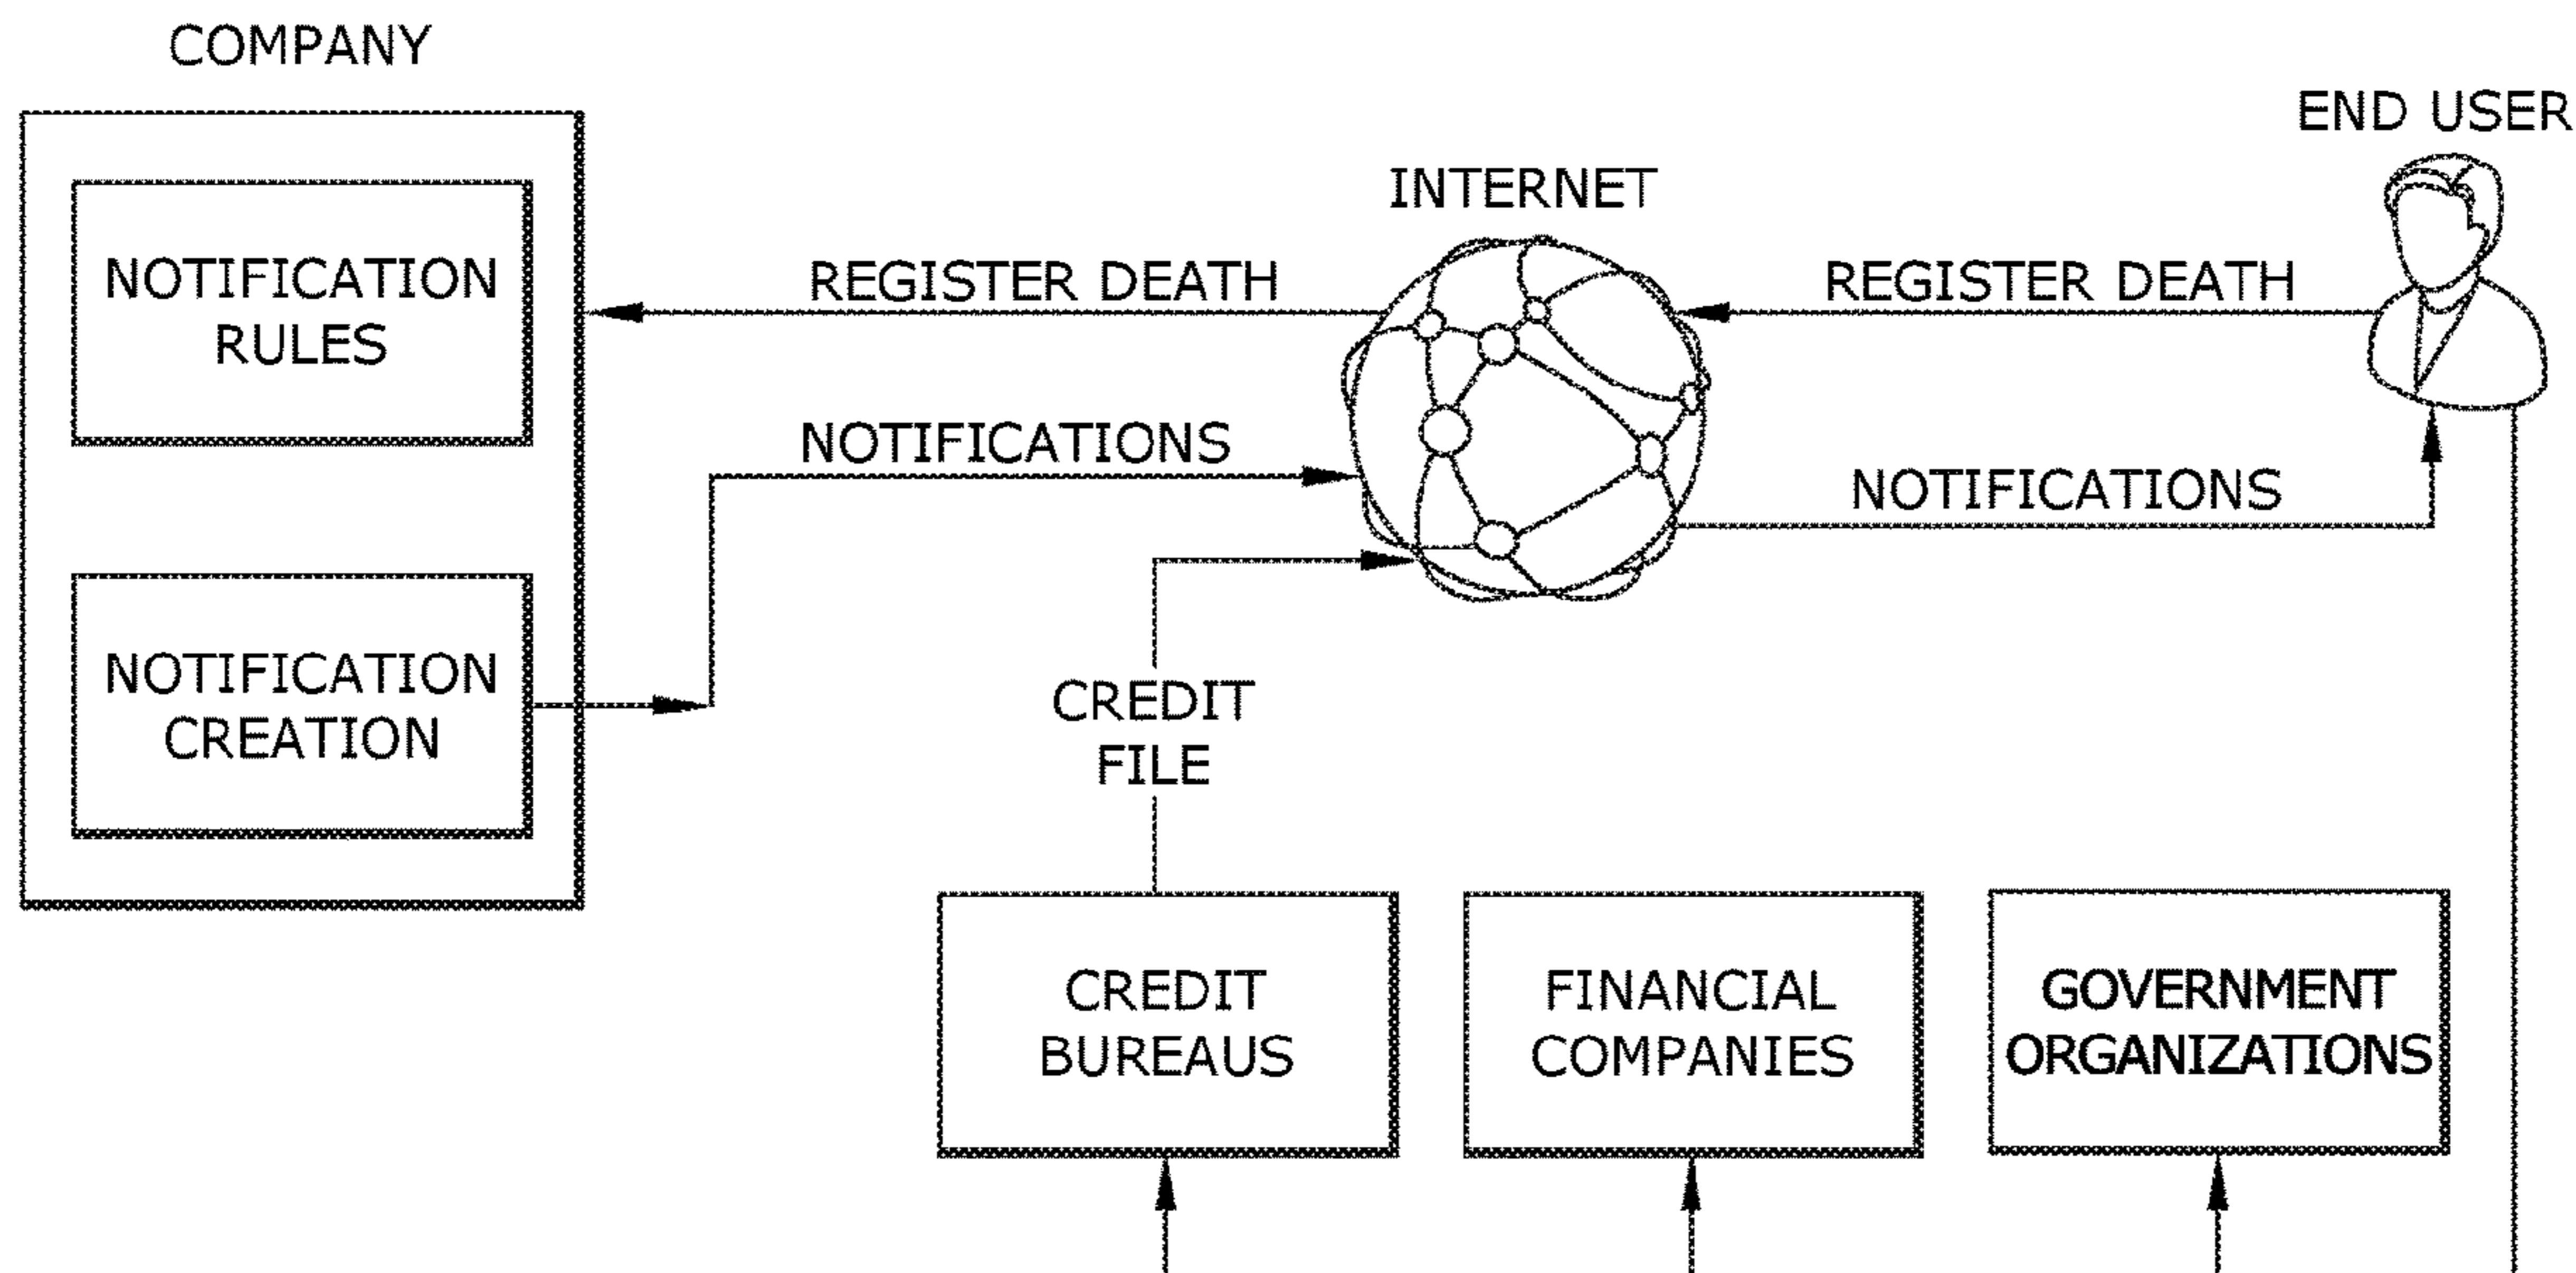 COMPANY
END USER
INTERNET
NOTIFICATION
RULES
REGISTER DEATH
REGISTER DEATH
NOTIFICATIONS
NOTIFICATIONS
NOTIFICATION
CREATION
CREDIT
FILE
CREDIT
BUREAUS
FINANCIAL
COMPANIES
GOVERNMENT
ORGANIZATIONS